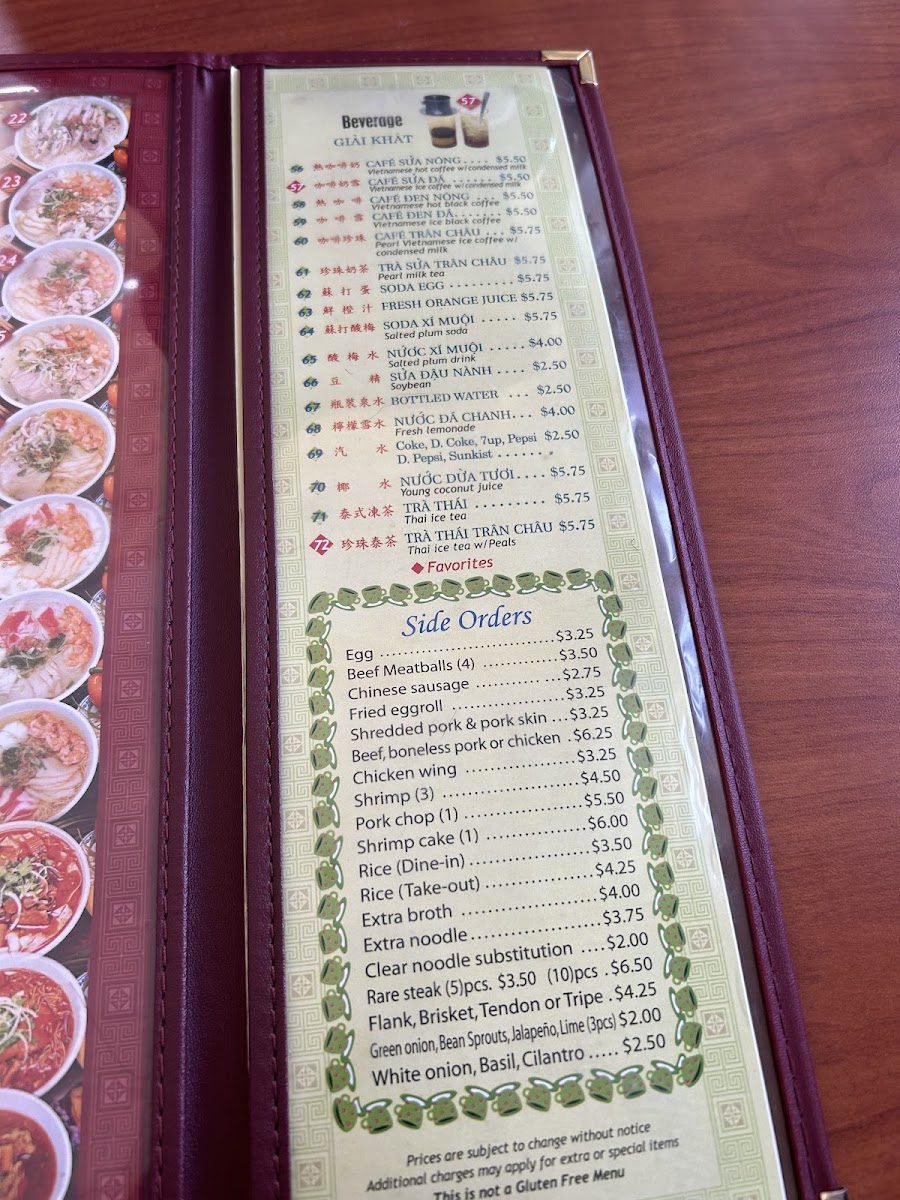 22
23
24
57
Beverage
GIẢI KHÁT
56 熱咖啡奶 CAFÉ SỬA NÓNG.... $5.50
Vietnamese hot coffee w/condensed milk
57 咖啡奶雪 CAFÉ SỬA ĐÁ ...... $5.50
Vietnamese ice coffee w/condensed milk
58 熱咖啡 CAFÉ ĐEN NÓNG ... $5.50
Vietnamese hot black coffee
59 咖啡雪 CAFÉ ĐEN ĐÁ....... $5.50
Vietnamese ice black coffee
60 咖啡珍珠 CAFÉ TRÂN CHÂU ... $5.75
Pearl Vietnamese ice coffee w/
condensed milk
61 珍珠奶茶 TRÀ SỬA TRÂN CHÂU $5.75
Pearl milk tea
62 蘇打蛋 SODA EGG ......... $5.75
63 鮮橙汁 FRESH ORANGE JUICE $5.75
64 蘇打酸梅 SODA XÍ MUỘI ..... $5.75
Salted plum soda
65 酸梅水 NƯỚC XÍ MUỘI ..... $4.00
Salted plum drink
66 豆精 SỬA ĐẬU NÀNH .... $2.50
Soybean
67 瓶裝泉水 BOTTLED WATER ... $2.50
68 檸檬雪水 NƯỚC ĐÁ CHANH... $4.00
Fresh lemonade
69 汽水 Coke, D. Coke, 7up, Pepsi $2.50
D. Pepsi, Sunkist .......
70 椰水 NƯỚC DỪA TƯƠI.... $5.75
Young coconut juice
71 泰式凍茶 TRÀ THÁI .......... $5.75
Thai ice tea
72 珍珠泰茶 TRÀ THÁI TRÂN CHÂU $5.75
Thai ice tea w/Peals
◆ Favorites
Side Orders
Egg ..............................$3.25
Beef Meatballs (4) .............$3.50
Chinese sausage ...............$2.75
Fried eggroll ....................$3.25
Shredded pork & pork skin ...$3.25
Beef, boneless pork or chicken .$6.25
Chicken wing ...................$3.25
Shrimp (3) .......................$4.50
Pork chop (1) ....................$5.50
Shrimp cake (1) .................$6.00
Rice (Dine-in)....................$3.50
Rice (Take-out) .................$4.25
Extra broth ......................$4.00
Extra noodle.....................$3.75
Clear noodle substitution ....$2.00
Rare steak (5)pcs. $3.50 (10)pcs .$6.50
Flank, Brisket, Tendon or Tripe .$4.25
Green onion, Bean Sprouts, Jalapeño, Lime (3pcs) $2.00
White onion, Basil, Cilantro ..... $2.50
Prices are subject to change without notice
Additional charges may apply for extra or special items
This is not a Gluten Free Menu